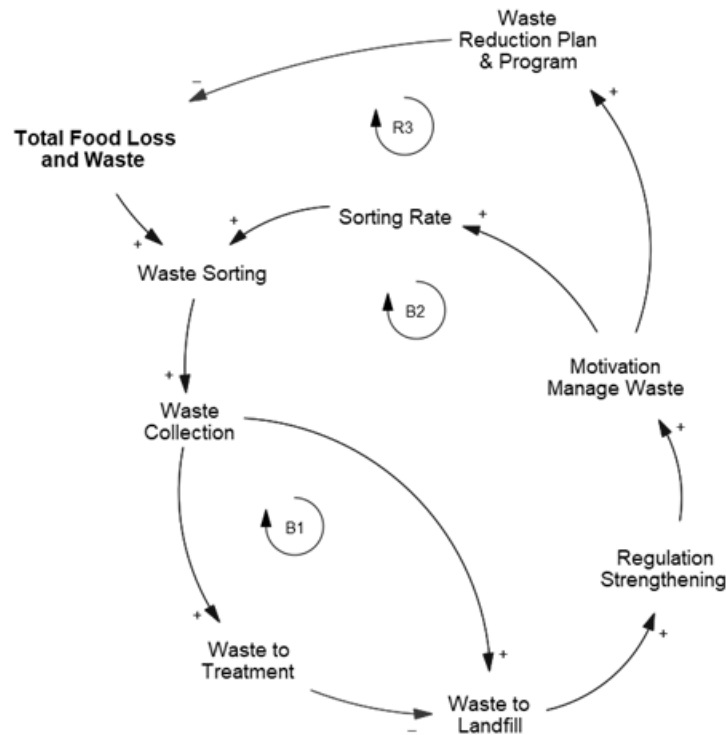 Waste
Reduction Plan
& Program
−
+
R3
Total Food Loss
and Waste
+
Sorting Rate
+
+
Waste Sorting
B2
Motivation
Manage Waste
+
Waste
Collection
+
B1
Regulation
Strengthening
+
Waste to
Treatment
+
+
Waste to
Landfill
−